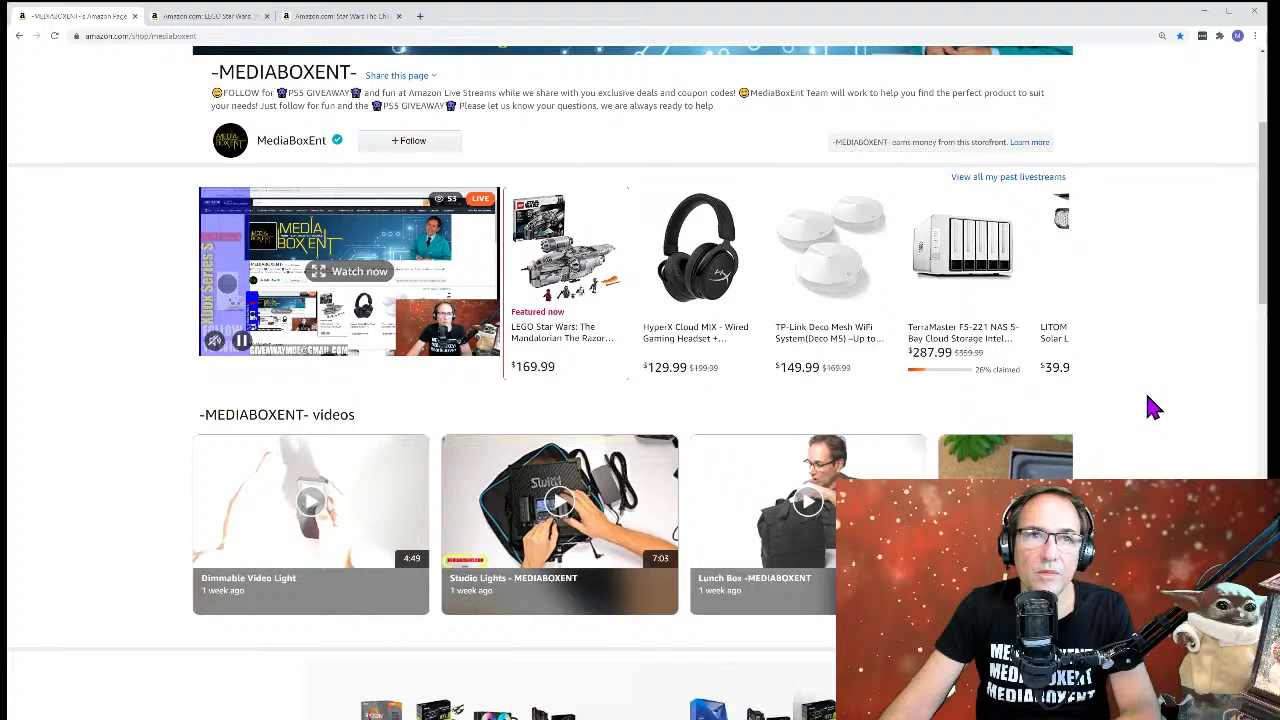 -MEDIABOXENT-'s Amazon Page
Amazon.com: LEGO Star Wars: Th
Amazon.com: Star Wars The Chil
amazon.com/shop/mediaboxent
-MEDIABOXENT-
Share this page
FOLLOW for PS5 GIVEAWAY and fun at Amazon Live Streams while we share with you exclusive deals and coupon codes! MediaBoxEnt Team will work to help you find the perfect product to suit
your needs! Just follow for fun and the PS5 GIVEAWAY Please let us know your questions, we are always ready to help
MediaBoxEnt
+ Follow
-MEDIABOXENT- earns money from this storefront. Learn more
View all my past livestreams
53 LIVE
MEDIA BOX ENT
Watch now
Xbox Series S
GIVEAWAYMBE@GMAIL.COM
Featured now
LEGO Star Wars: The
Mandalorian The Razor...
$169.99
HyperX Cloud MIX - Wired
Gaming Headset +...
$129.99 $199.99
TP-Link Deco Mesh WiFi
System(Deco M5) –Up to...
$149.99 $169.99
TerraMaster F5-221 NAS 5-
Bay Cloud Storage Intel...
$287.99 $359.99
26% claimed
Solar L
$39.9
-MEDIABOXENT- videos
4:49
Dimmable Video Light
1 week ago
7:03
Studio Lights - MEDIABOXENT
1 week ago
Lunch Box -MEDIABOXENT
1 week ago
MEDIABOXENT
MEDIABOXENT